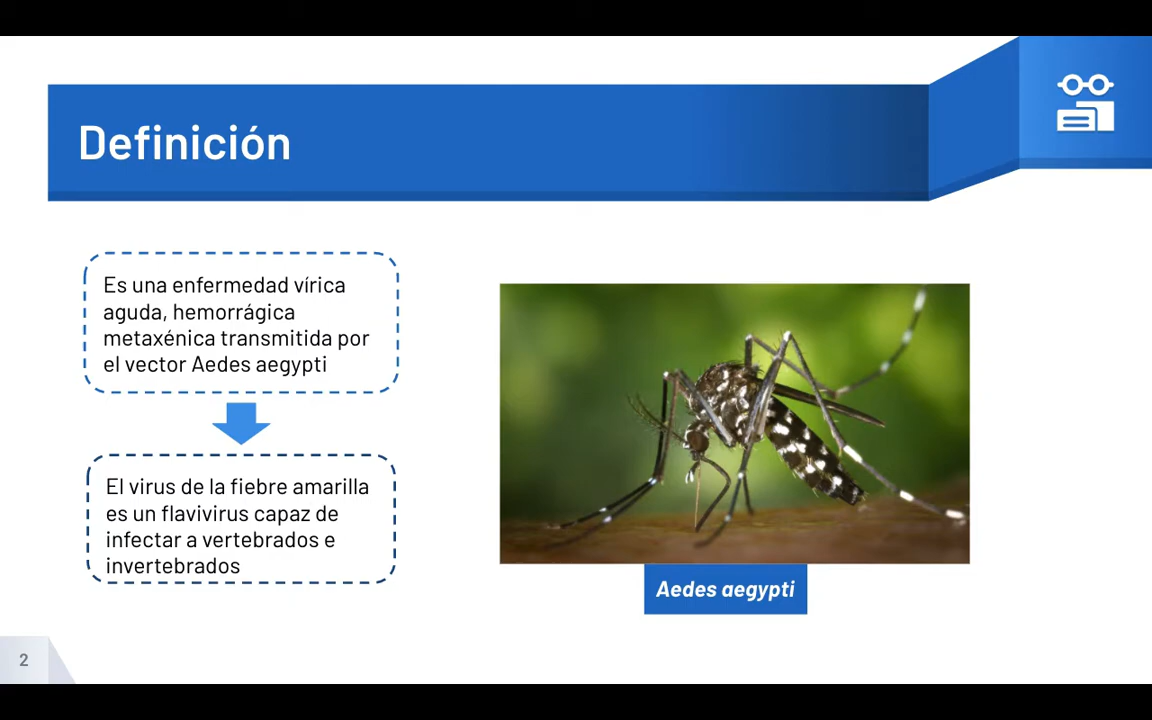 Definición
Es una enfermedad vírica
aguda, hemorrágica
metaxénica transmitida por
el vector Aedes aegypti
El virus de la fiebre amarilla
es un flavivirus capaz de
infectar a vertebrados e
invertebrados
Aedes aegypti
2